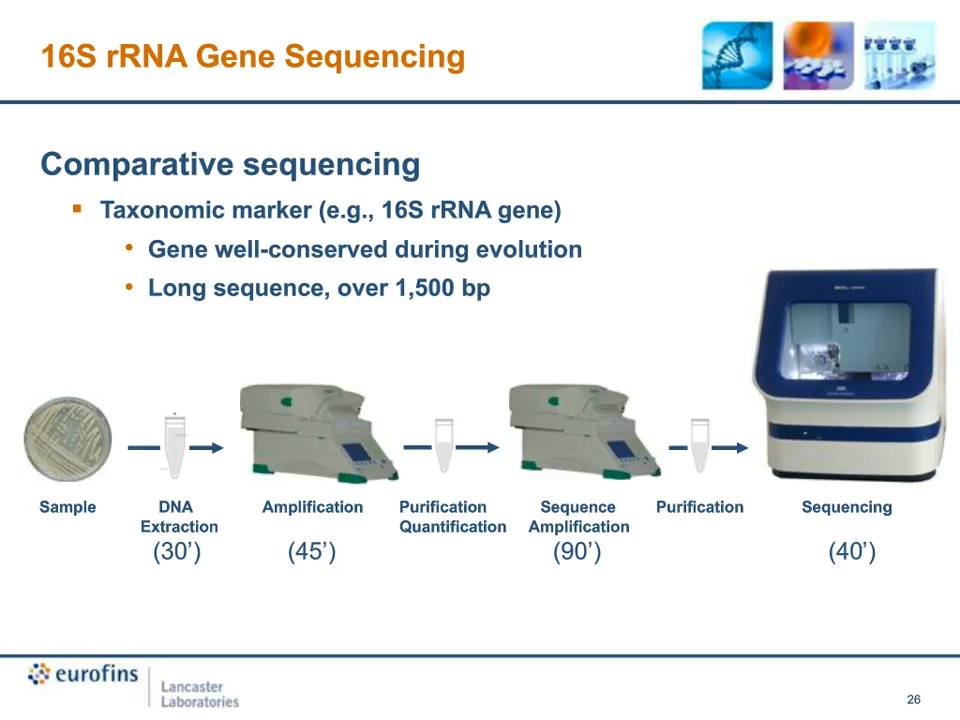 16S rRNA Gene Sequencing
Comparative sequencing
Taxonomic marker (e.g., 16S rRNA gene)
Gene well-conserved during evolution
Long sequence, over 1,500 bp
Sample
DNA
Extraction
(30’)
Amplification
(45’)
Purification
Quantification
Sequence
Amplification
(90’)
Purification
Sequencing
(40’)
eurofins
Lancaster
Laboratories
26